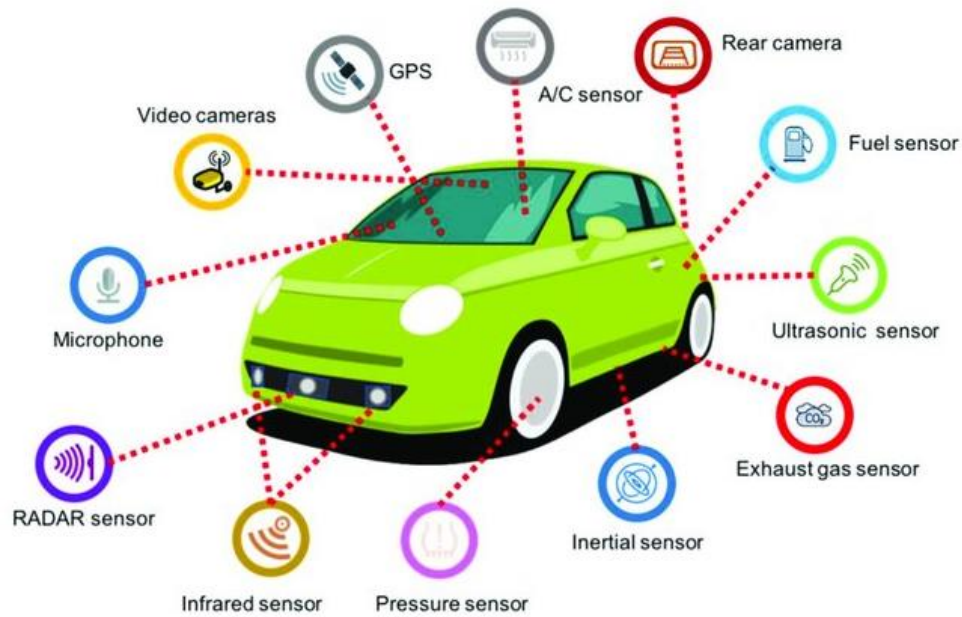 Rear camera
GPS
A/C sensor
Video cameras
Fuel sensor
Microphone
Ultrasonic sensor
CO₂
Exhaust gas sensor
RADAR sensor
Inertial sensor
Infrared sensor
Pressure sensor